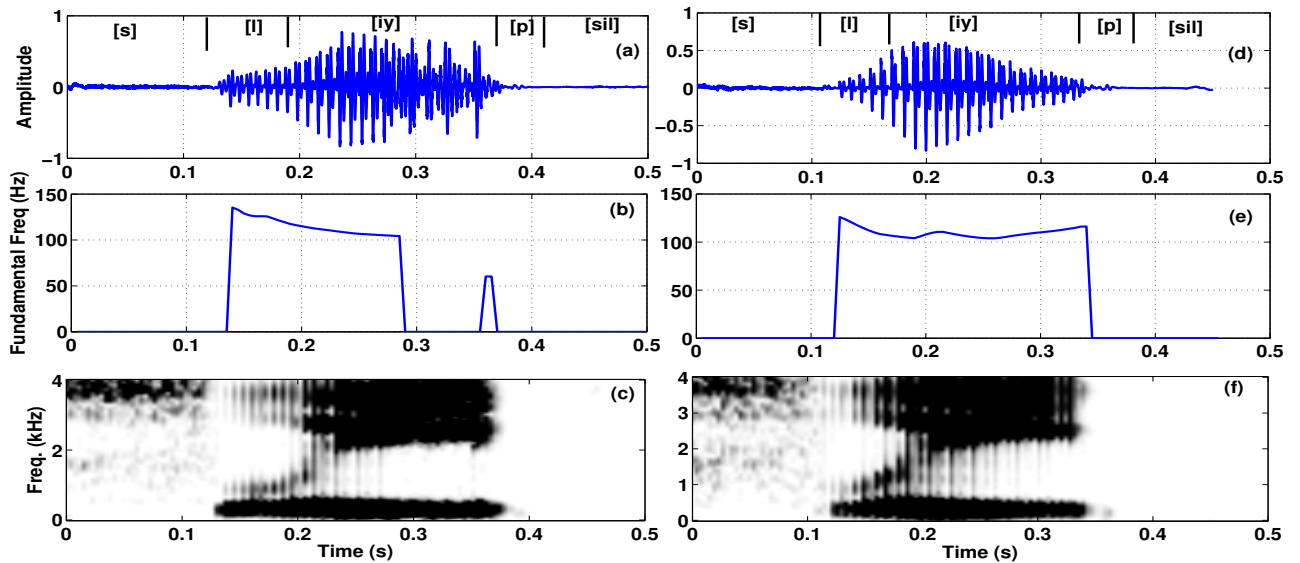 [s] [l] [iy] [p] [sil]
(a)
Amplitude
1
0.5
0
−0.5
−1
0 0.1 0.2 0.3 0.4 0.5
(b)
Fundamental Freq (Hz)
150
100
50
0
0 0.1 0.2 0.3 0.4 0.5
(c)
Freq. (kHz)
4
2
0
0 0.1 0.2 0.3 0.4 0.5
Time (s)
[s] [l] [iy] [p] [sil]
(d)
1
0.5
0
−0.5
−1
0 0.1 0.2 0.3 0.4 0.5
(e)
150
100
50
0
0 0.1 0.2 0.3 0.4 0.5
(f)
4
3
2
1
0
0 0.1 0.2 0.3 0.4 0.5
Time (s)